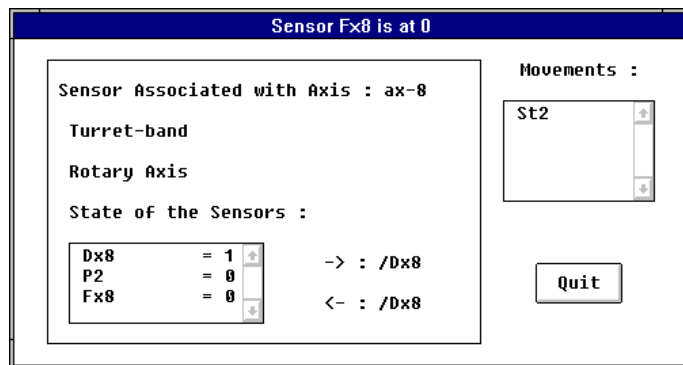 Sensor Fx8 is at 0
Sensor Associated with Axis : ax-8
Turret-band
Rotary Axis
State of the Sensors :
Dx8 = 1
P2 = 0
Fx8 = 0
-> : /Dx8
<- : /Dx8
Movements :
St2
Quit